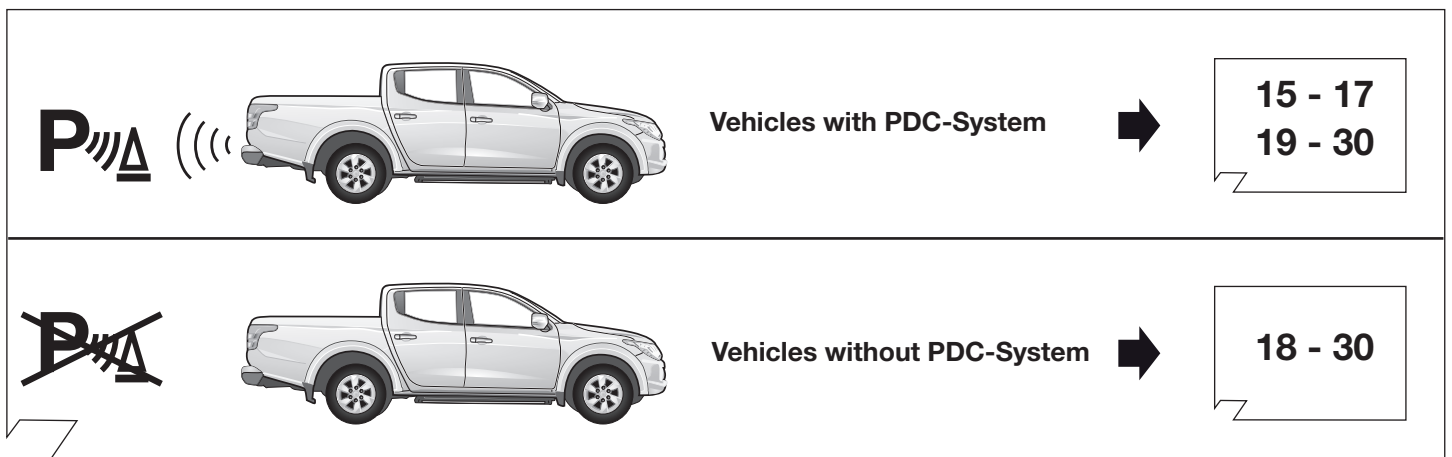 P
Vehicles with PDC-System
15 - 17
19 - 30
P
Vehicles without PDC-System
18 - 30